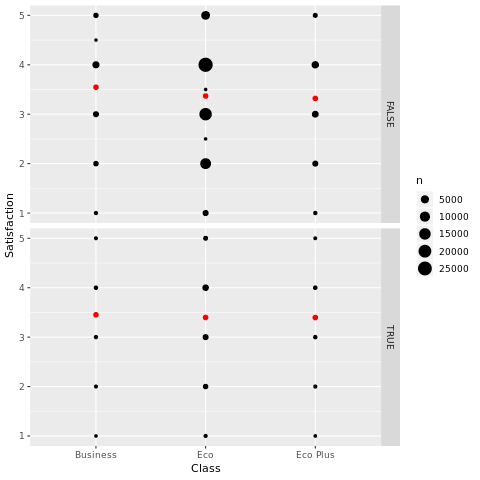 5
4
3
2
1
FALSE
5
4
3
2
1
TRUE
Satisfaction
Business Eco Eco Plus
Class
n
5000
10000
15000
20000
25000